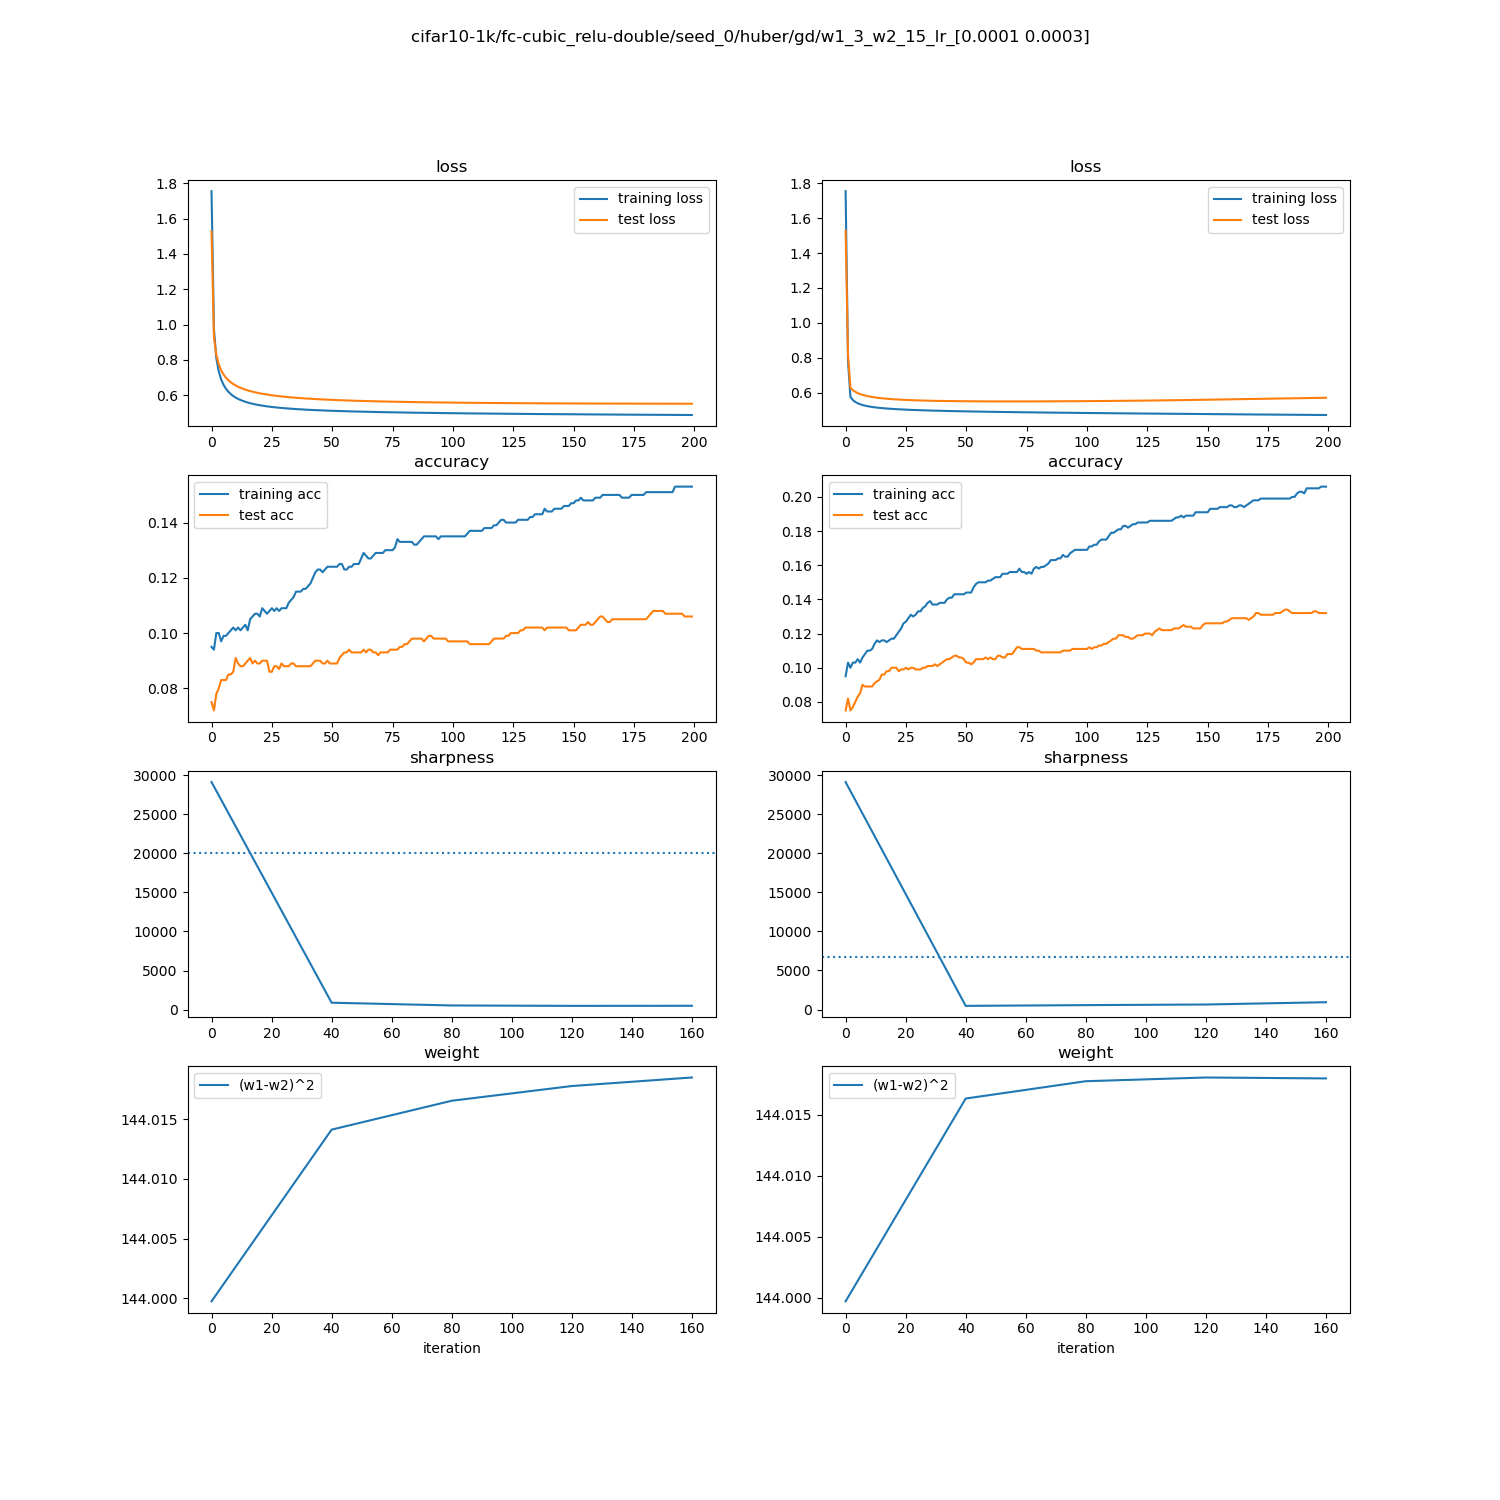 cifar10-1k/fc-cubic_relu-double/seed_0/huber/gd/w1_3_w2_15_lr_[0.0001 0.0003]
loss
1.8
1.6
1.4
1.2
1.0
0.8
0.6
training loss
test loss
0 25 50 75 100 125 150 175 200
loss
1.8
1.6
1.4
1.2
1.0
0.8
0.6
training loss
test loss
0 25 50 75 100 125 150 175 200
accuracy
0.14
0.12
0.10
0.08
training acc
test acc
0 25 50 75 100 125 150 175 200
accuracy
0.20
0.18
0.16
0.14
0.12
0.10
0.08
training acc
test acc
0 25 50 75 100 125 150 175 200
sharpness
30000
25000
20000
15000
10000
5000
0
0 20 40 60 80 100 120 140 160
sharpness
30000
25000
20000
15000
10000
5000
0
0 20 40 60 80 100 120 140 160
weight
(w1-w2)^2
144.015
144.010
144.005
144.000
0 20 40 60 80 100 120 140 160
iteration
weight
(w1-w2)^2
144.015
144.010
144.005
144.000
0 20 40 60 80 100 120 140 160
iteration